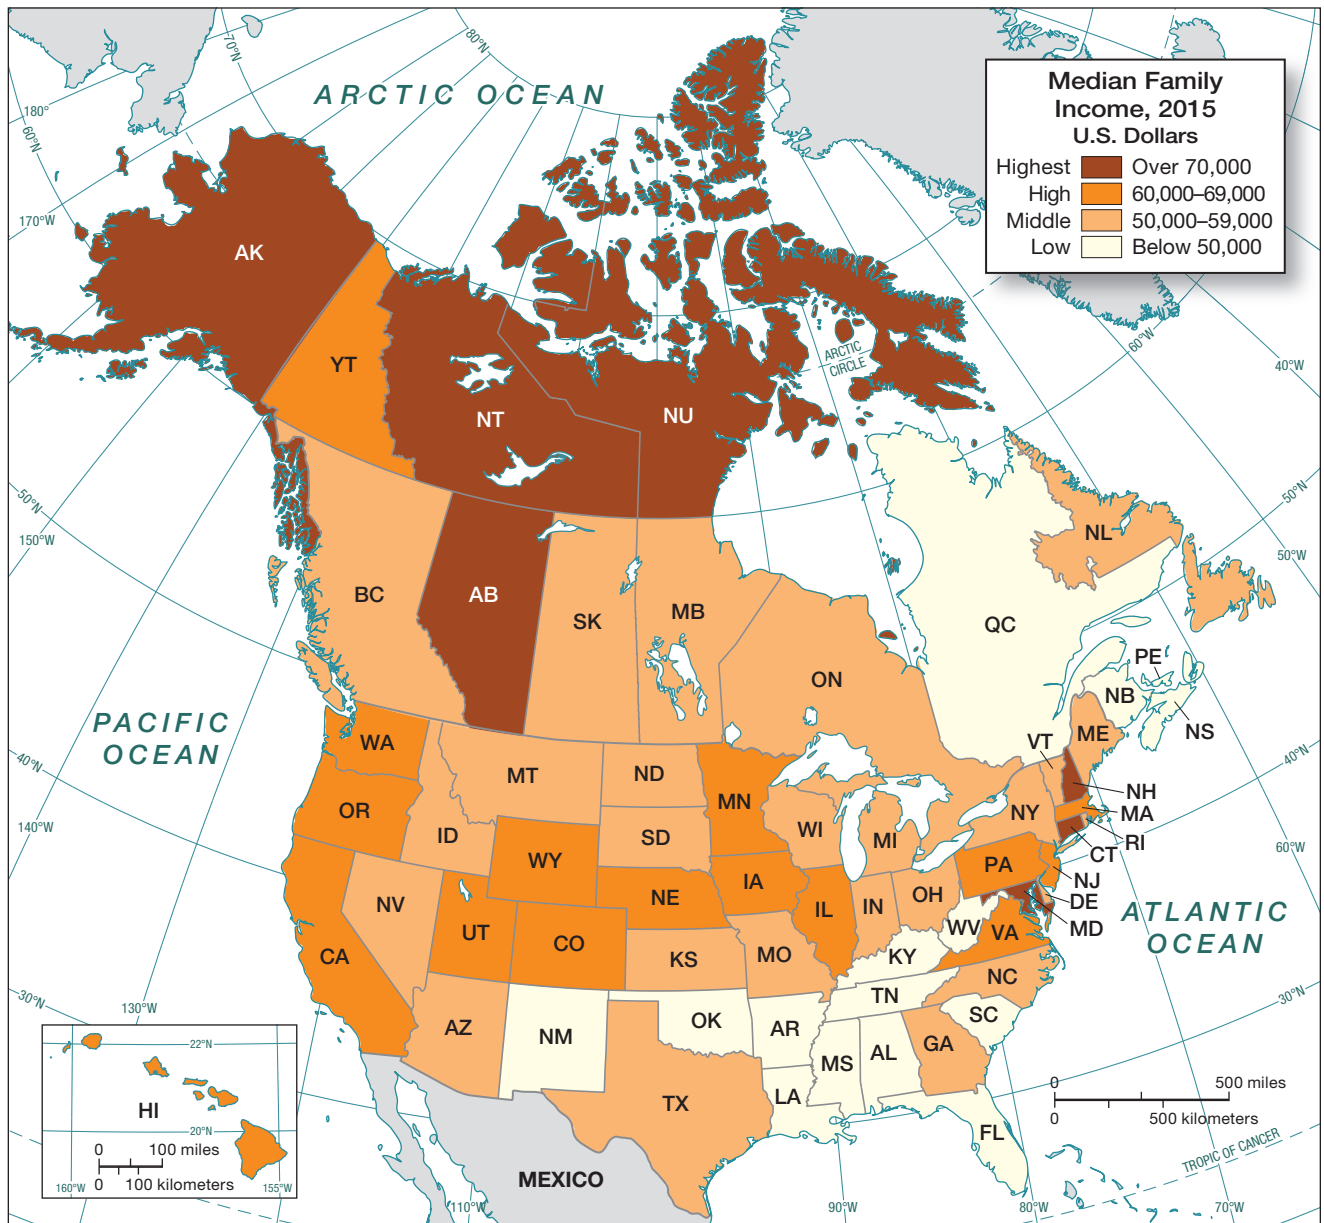 ARCTIC OCEAN
70°N
80°N
180°
60°N
170°W
Median Family
Income, 2015
U.S. Dollars
Highest Over 70,000
High 60,000–69,000
Middle 50,000–59,000
Low Below 50,000
AK
YT
NT
NU
ARCTIC
CIRCLE
60°W
40°W
50°N
150°W
50°N
50°W
BC
AB
SK
MB
ON
QC
NL
PE
NB
NS
PACIFIC
OCEAN
40°N
140°W
WA
OR
ID
MT
ND
SD
MN
WI
MI
NY
VT
ME
NH
MA
RI
CT
NJ
DE
MD
40°N
60°W
ATLANTIC
OCEAN
WY
NE
IA
IL
IN
OH
PA
NV
UT
CO
KS
MO
KY
WV
VA
CA
AZ
NM
OK
AR
TN
NC
SC
TX
LA
MS
AL
GA
FL
30°N
130°W
30°N
22°N
HI
20°N
0 100 miles
0 100 kilometers
160°W
155°W
MEXICO
0 500 miles
0 500 kilometers
TROPIC OF CANCER
110°W
90°W
80°W
70°W